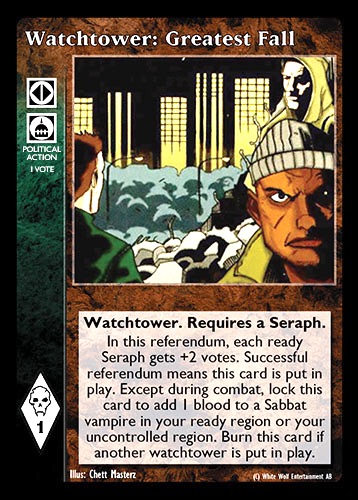 Watchtower: Greatest Fall
POLITICAL
ACTION
1 VOTE
Watchtower. Requires a Seraph.
In this referendum, each ready
Seraph gets +2 votes. Successful
referendum means this card is put in
play. Except during combat, lock this
card to add 1 blood to a Sabbat
vampire in your ready region or your
uncontrolled region. Burn this card if
another watchtower is put in play.
1
Illus: Chett Masterz
(C) White Wolf Entertainment AB